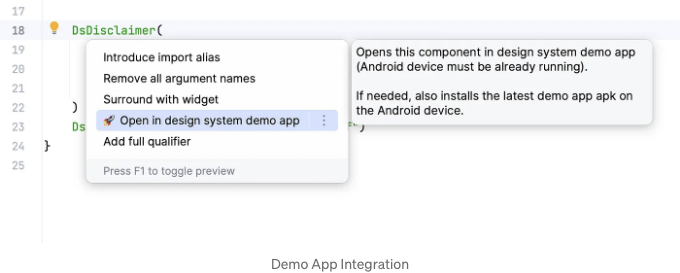 17
18 DsDisclaimer(
19
Introduce import alias
Opens this component in design system demo app
20
Remove all argument names
(Android device must be already running).
21
Surround with widget
If needed, also installs the latest demo app apk on
22 )
🚀 Open in design system demo app
the Android device.
23 Ds
")
24 }
Add full qualifier
25
Press F1 to toggle preview
Demo App Integration